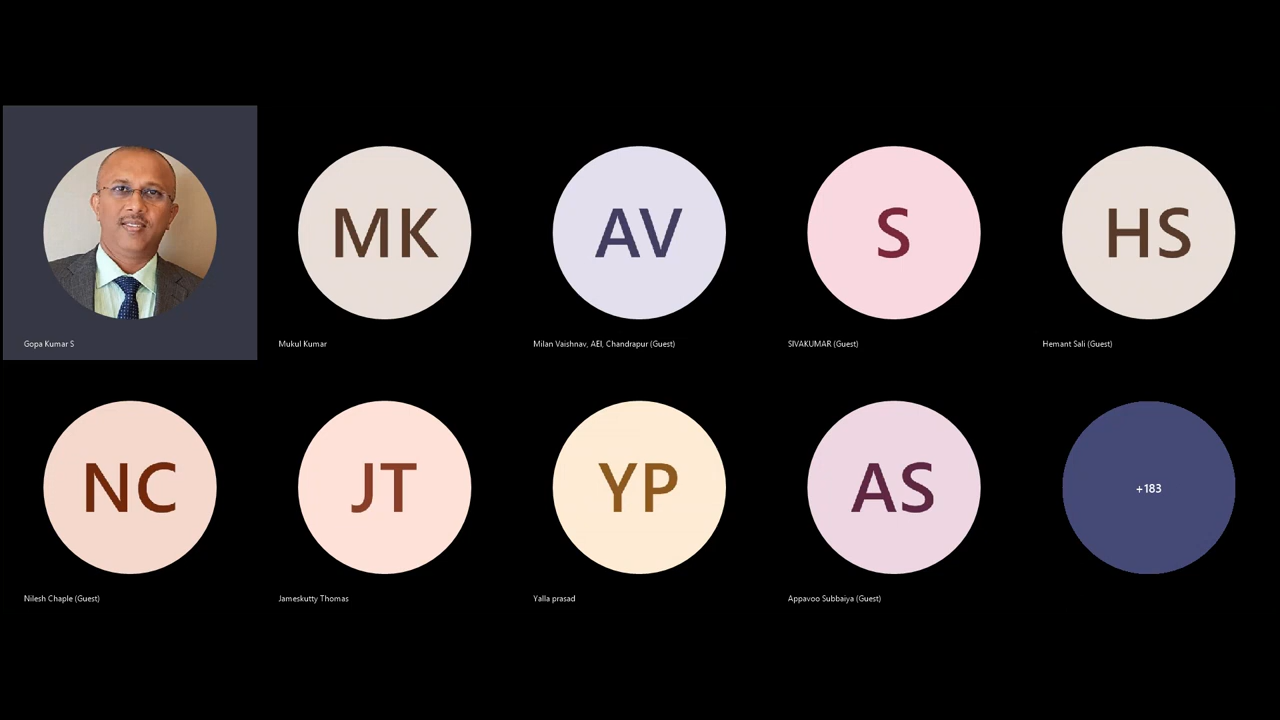 MK
AV
S
HS
Gopa Kumar S
Mukul Kumar
Milan Vaishnav, AEI, Chandrapur (Guest)
SIVAKUMAR (Guest)
Hemant Sali (Guest)
NC
JT
YP
AS
+183
Nilesh Chaple (Guest)
Jameskutty Thomas
Yalla prasad
Appavoo Subbaiya (Guest)